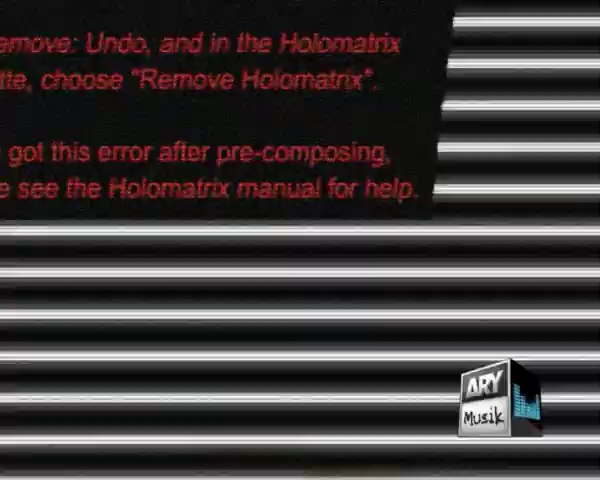 emove: Undo, and in the Holomatrix
tte, choose "Remove Holomatrix".
got this error after pre-composing,
e see the Holomatrix manual for help.
ARY
Musik